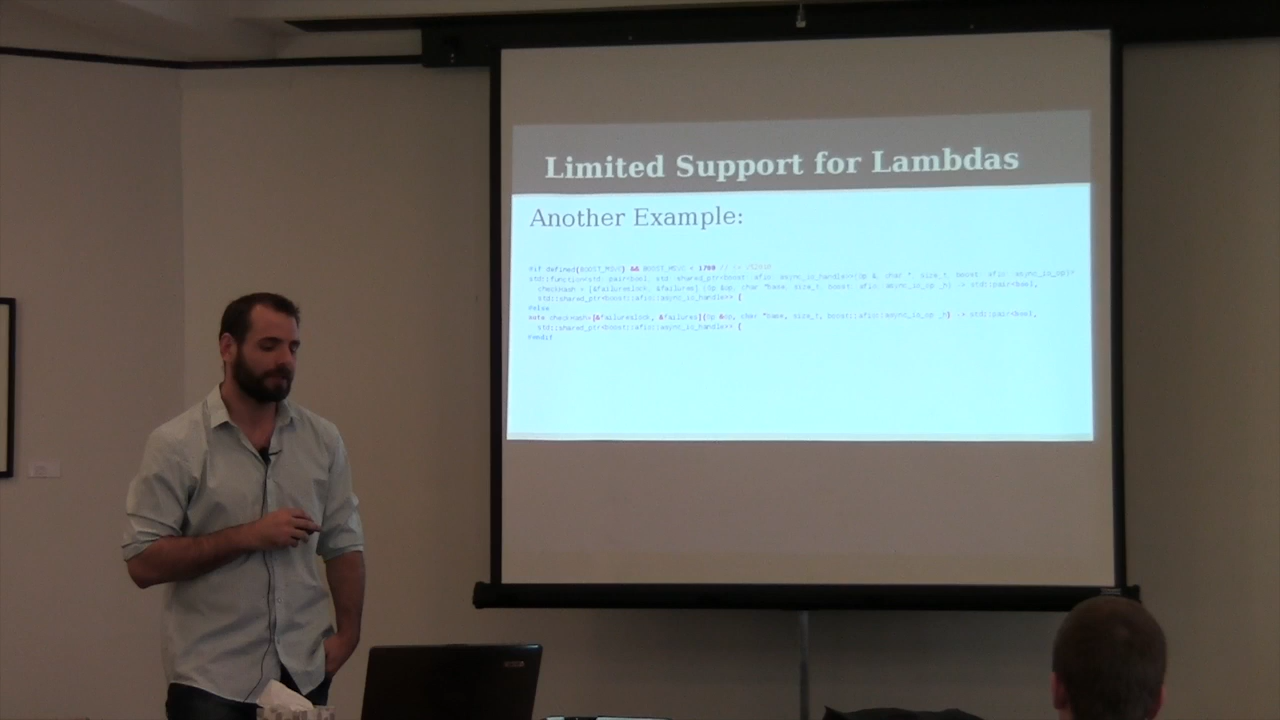 Limited Support for Lambdas
Another Example:
#if defined(BOOST_MSVC) && BOOST_MSVC < 1700 // <= vs2010
std::function<std::pair<bool, std::shared_ptr<boost::afio::async_io_handle>>(Op &, char *, size_t, boost::afio::async_io_op)>
checkHash = [&failureslock, &failures](Op &op, char *base, size_t, boost::afio::async_io_op _h) -> std::pair<bool,
std::shared_ptr<boost::afio::async_io_handle>> {
#else
auto checkHash=[&failureslock, &failures](Op &op, char *base, size_t, boost::afio::async_io_op _h) -> std::pair<bool,
std::shared_ptr<boost::afio::async_io_handle>> {
#endif